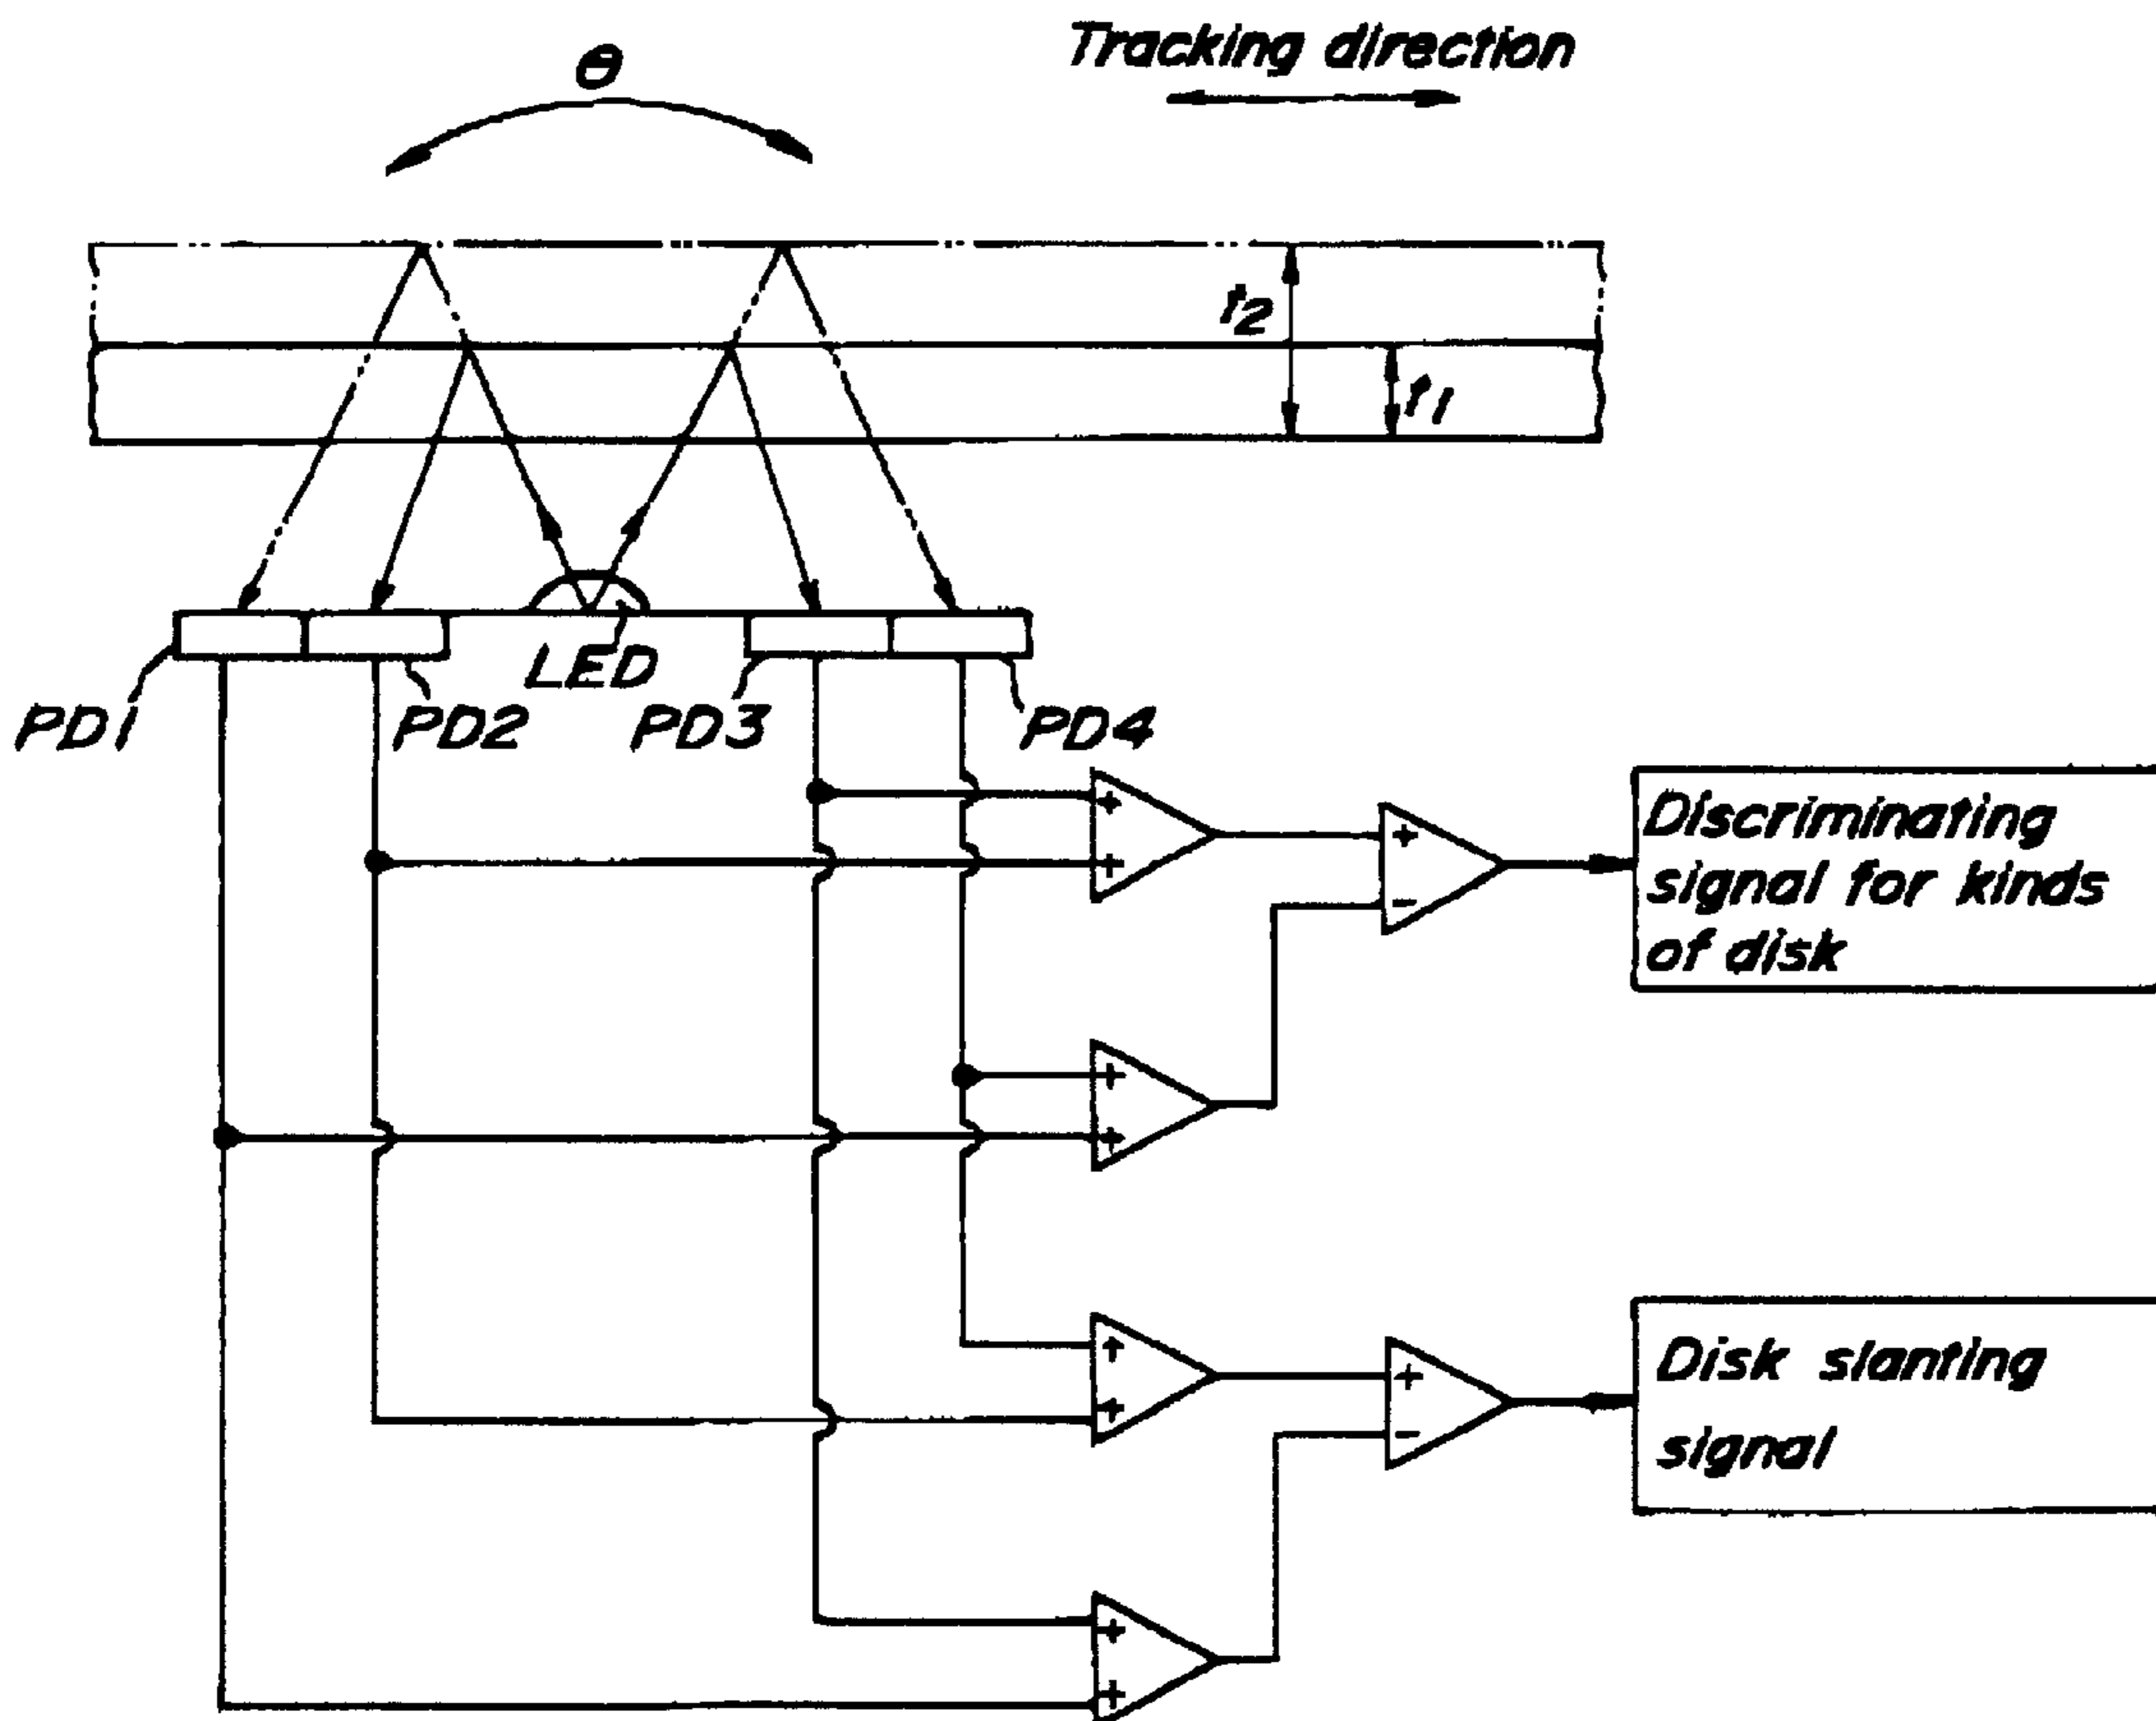 θ
Tracking direction
t2
t1
LED
PD1
PD2
PD3
PD4
+
+
+
-
Discriminating
signal for kinds
of disk
+
+
+
+
+
-
Disk slanting
signal
+
+